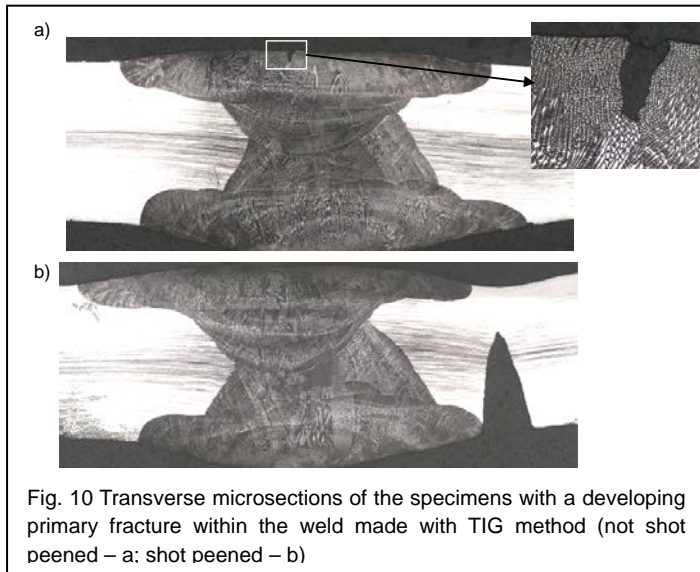 a)
b)
Fig. 10 Transverse microsections of the specimens with a developing
primary fracture within the weld made with TIG method (not shot
peened – a; shot peened – b)